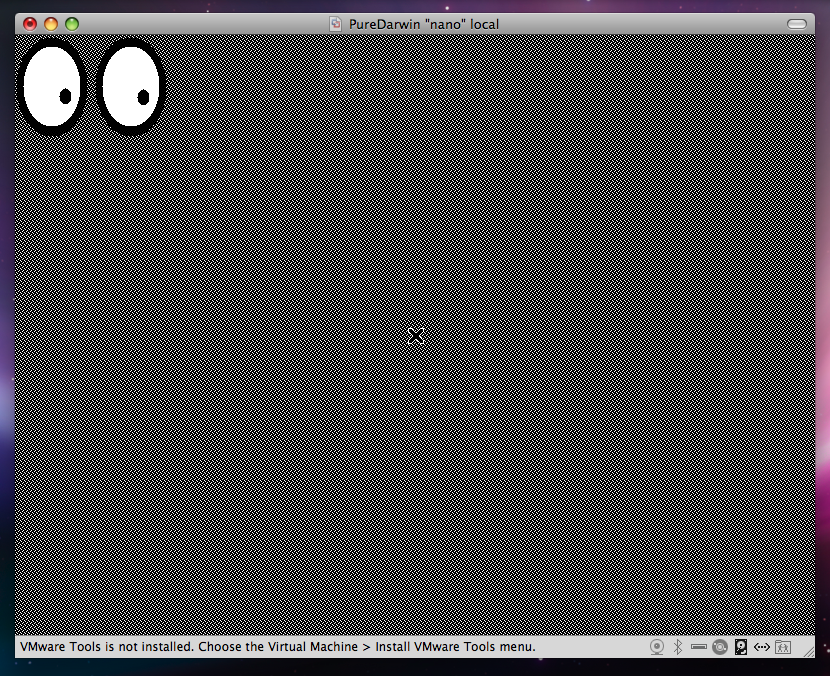 PureDarwin "nano" local
VMware Tools is not installed. Choose the Virtual Machine > Install VMware Tools menu.